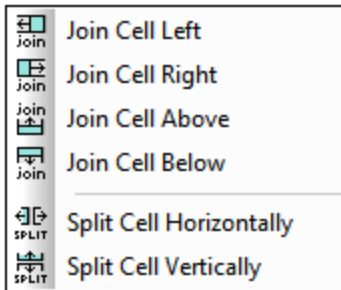 join Join Cell Left
join Join Cell Right
join Join Cell Above
join Join Cell Below
SPLIT Split Cell Horizontally
SPLIT Split Cell Vertically